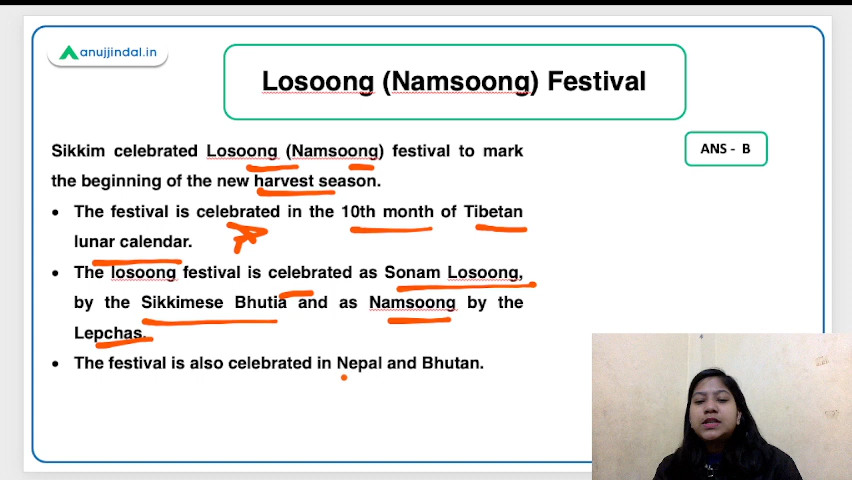 anujjindal.in
Losoong (Namsoong) Festival
ANS - B
Sikkim celebrated Losoong (Namsoong) festival to mark
the beginning of the new harvest season.
• The festival is celebrated in the 10th month of Tibetan
lunar calendar.
• The losoong festival is celebrated as Sonam Losoong,
by the Sikkimese Bhutia and as Namsoong by the
Lepchas.
• The festival is also celebrated in Nepal and Bhutan.